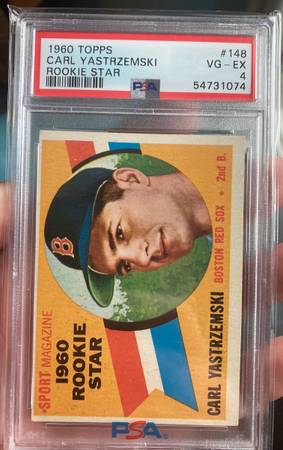 1960 TOPPS #148
CARL YASTRZEMSKI VG - EX
ROOKIE STAR 4
PSA 54731074
SPORT MAGAZINE
1960
ROOKIE
STAR
B
CARL YASTRZEMSKI
BOSTON RED SOX • 2nd B.
PSA